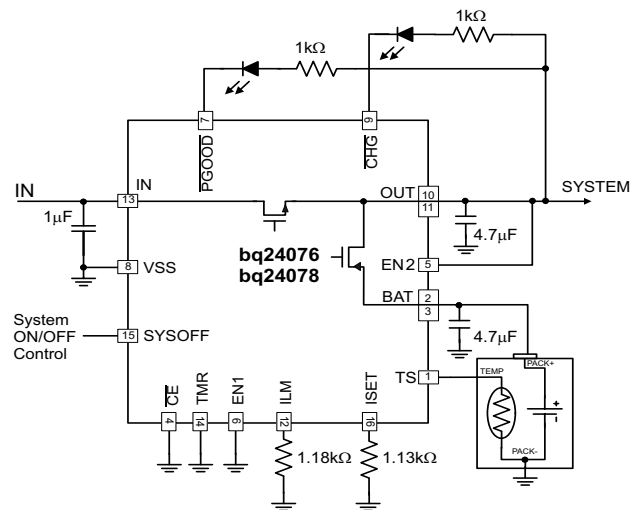 1kΩ
1kΩ
7
9
PGOOD
CHG
IN
IN
13
1μF
OUT
10
11
SYSTEM
4.7μF
bq24076
bq24078
EN2
5
8
VSS
BAT
2
3
4.7μF
System
ON/OFF
Control
15
SYSOFF
TS
1
TEMP
PACK+
+
-
PACK-
CE
TMR
EN1
ILM
ISET
4
14
6
12
16
1.18kΩ
1.13kΩ